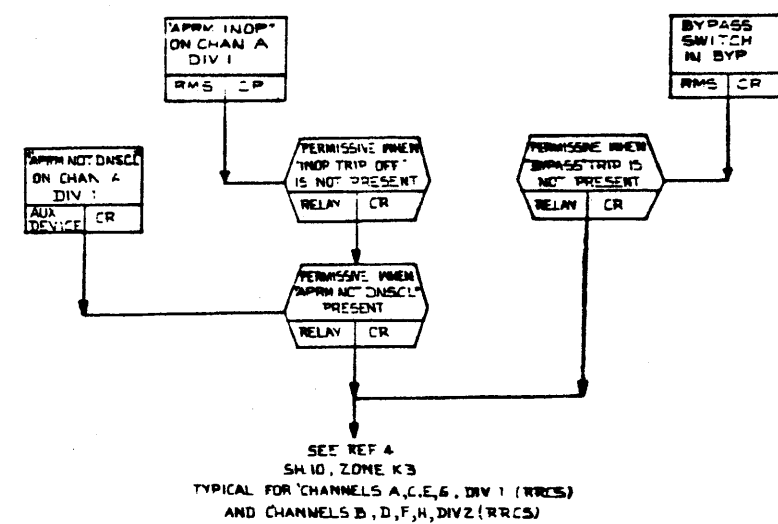 "APRM INOP"
ON CHAN A
DIV 1
RMS CR
BYPASS
SWITCH
IN BYP
RMS CR
"APRM NOT DNSCL"
ON CHAN A
DIV 1
AUX
DEVICE CR
PERMISSIVE WHEN
"INOP TRIP OFF"
IS NOT PRESENT
RELAY CR
PERMISSIVE WHEN
"BYPASS" TRIP IS
NOT PRESENT
RELAY CR
PERMISSIVE WHEN
"APRM NOT DNSCL"
PRESENT
RELAY CR
SEE REF 4
SH.10, ZONE K3
TYPICAL FOR CHANNELS A,C,E,G, DIV 1 (RRCS)
AND CHANNELS B,D,F,H, DIV2 (RRCS)